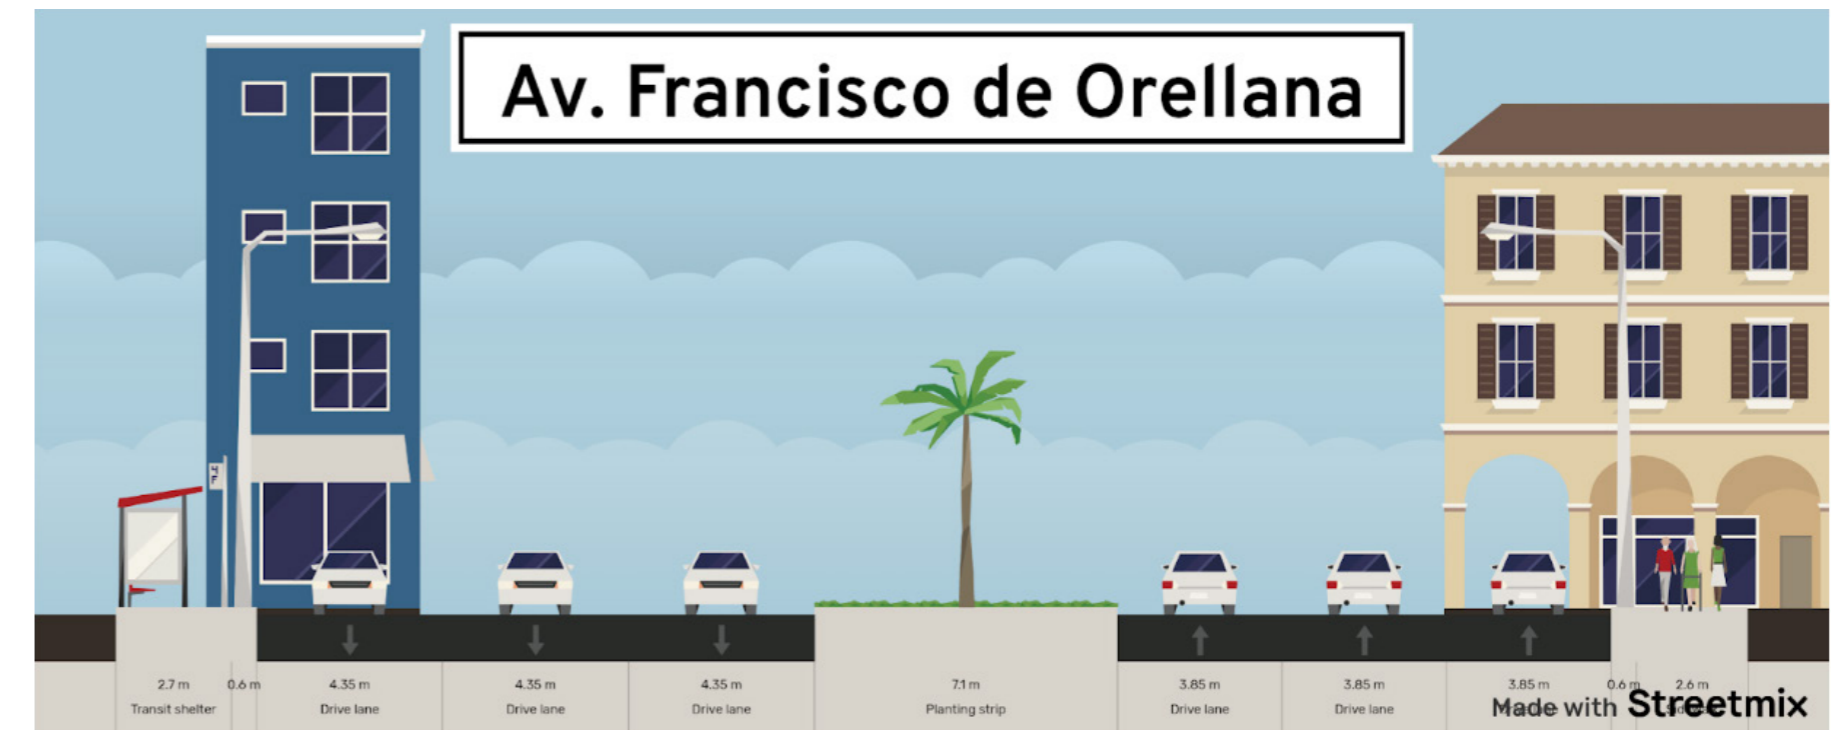 Av. Francisco de Orellana
2.7 m 0.6 m 4.35 m 4.35 m 4.35 m 7.1 m 3.85 m 3.85 m 3.85 m 0.6 m 2.6 m
Transit shelter Drive lane Drive lane Drive lane Planting strip Drive lane Drive lane
Made with Streetmix